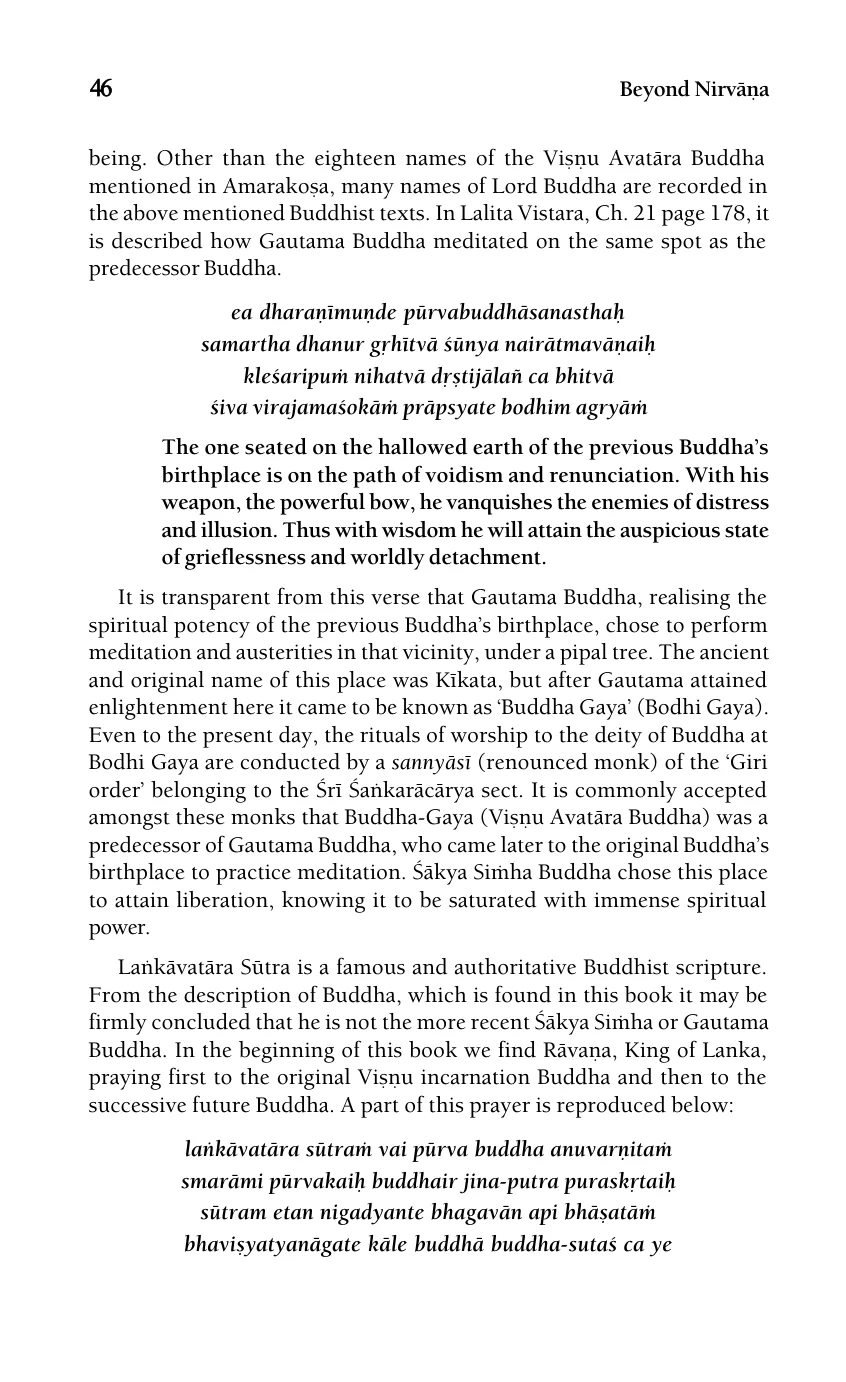 46
Beyond Nirvāṇa
being. Other than the eighteen names of the Viṣṇu Avatāra Buddha
mentioned in Amarakoṣa, many names of Lord Buddha are recorded in
the above mentioned Buddhist texts. In Lalita Vistara, Ch. 21 page 178, it
is described how Gautama Buddha meditated on the same spot as the
predecessor Buddha.
ea dharaṇīmuṇde pūrvabuddhāsanasthaḥ
samartha dhanur gṛhītvā śūnya nairātmavāṇaiḥ
kleśaripuṁ nihatvā dṛṣtijālañ ca bhitvā
śiva virajamaśokāṁ prāpsyate bodhim agryāṁ
The one seated on the hallowed earth of the previous Buddha's
birthplace is on the path of voidism and renunciation. With his
weapon, the powerful bow, he vanquishes the enemies of distress
and illusion. Thus with wisdom he will attain the auspicious state
of grieflessness and worldly detachment.
It is transparent from this verse that Gautama Buddha, realising the
spiritual potency of the previous Buddha's birthplace, chose to perform
meditation and austerities in that vicinity, under a pipal tree. The ancient
and original name of this place was Kīkata, but after Gautama attained
enlightenment here it came to be known as 'Buddha Gaya' (Bodhi Gaya).
Even to the present day, the rituals of worship to the deity of Buddha at
Bodhi Gaya are conducted by a sannyāsī (renounced monk) of the 'Giri
order' belonging to the Śrī Śaṅkarācārya sect. It is commonly accepted
amongst these monks that Buddha-Gaya (Viṣṇu Avatāra Buddha) was a
predecessor of Gautama Buddha, who came later to the original Buddha's
birthplace to practice meditation. Śākya Siṁha Buddha chose this place
to attain liberation, knowing it to be saturated with immense spiritual
power.
Laṅkāvatāra Sūtra is a famous and authoritative Buddhist scripture.
From the description of Buddha, which is found in this book it may be
firmly concluded that he is not the more recent Śākya Siṁha or Gautama
Buddha. In the beginning of this book we find Rāvaṇa, King of Lanka,
praying first to the original Viṣṇu incarnation Buddha and then to the
successive future Buddha. A part of this prayer is reproduced below:
laṅkāvatāra sūtraṁ vai pūrva buddha anuvarṇitaṁ
smarāmi pūrvakaiḥ buddhair jina-putra puraskṛtaiḥ
sūtram etan nigadyante bhagavān api bhāṣatāṁ
bhaviṣyatyanāgate kāle buddhā buddha-sutaś ca ye